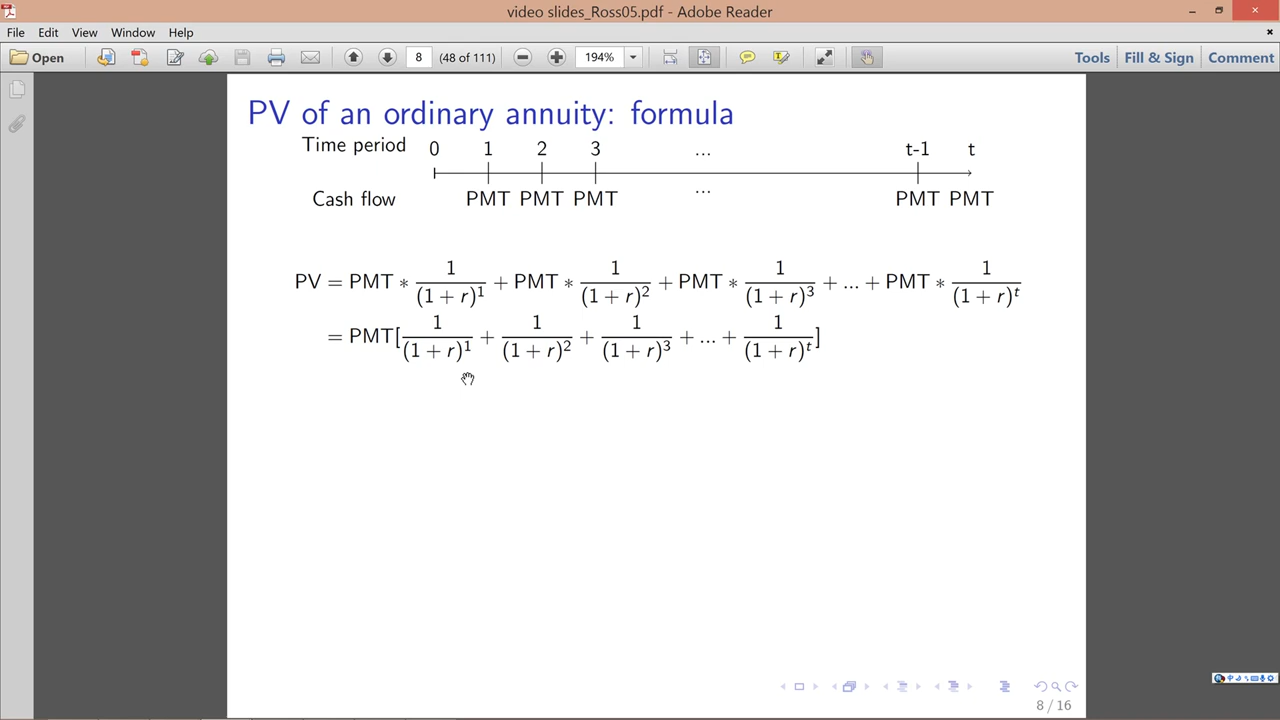 video slides_Ross05.pdf - Adobe Reader
File Edit View Window Help
Open 8 (48 of 111) 194% Tools Fill & Sign Comment
PV of an ordinary annuity: formula
Time period 0 1 2 3 ... t-1 t
Cash flow PMT PMT PMT ... PMT PMT
PV = PMT ∗ 1/(1 + r)^1 + PMT ∗ 1/(1 + r)^2 + PMT ∗ 1/(1 + r)^3 + ... + PMT ∗ 1/(1 + r)^t
= PMT[1/(1 + r)^1 + 1/(1 + r)^2 + 1/(1 + r)^3 + ... + 1/(1 + r)^t]
8 / 16